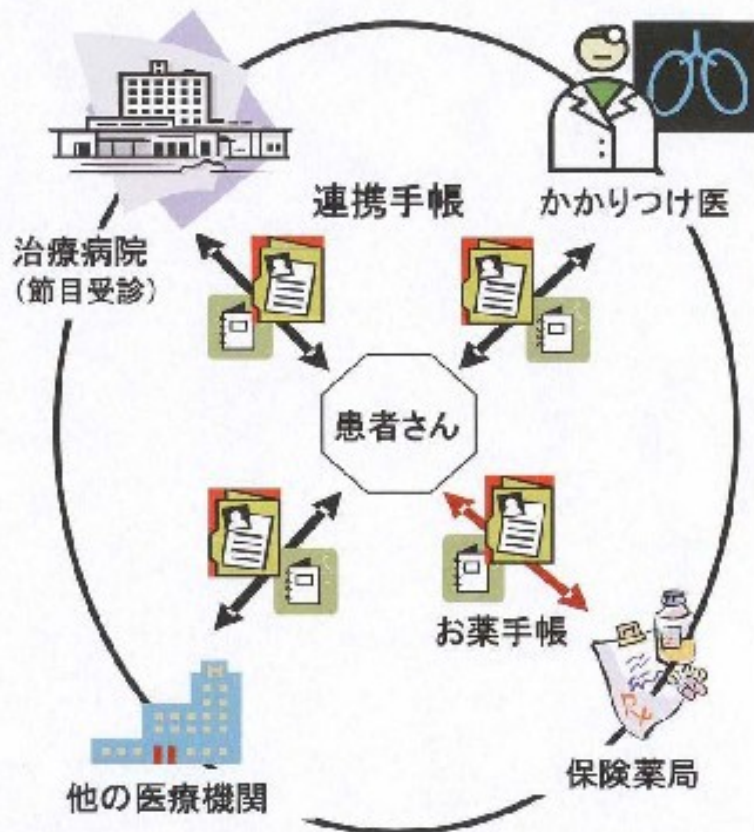 連携手帳
かかりつけ医
治療病院
(節目受診)
患者さん
お薬手帳
保険薬局
他の医療機関